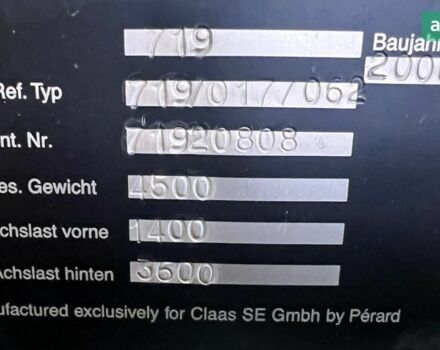 719 Baujahr
200
Ref. Typ 719/017/062
nt. Nr. 71920808
es. Gewicht 4500
chslast vorne 1400
Achslast hinten 3600
ufactured exclusively for Claas SE Gmbh by Pérard